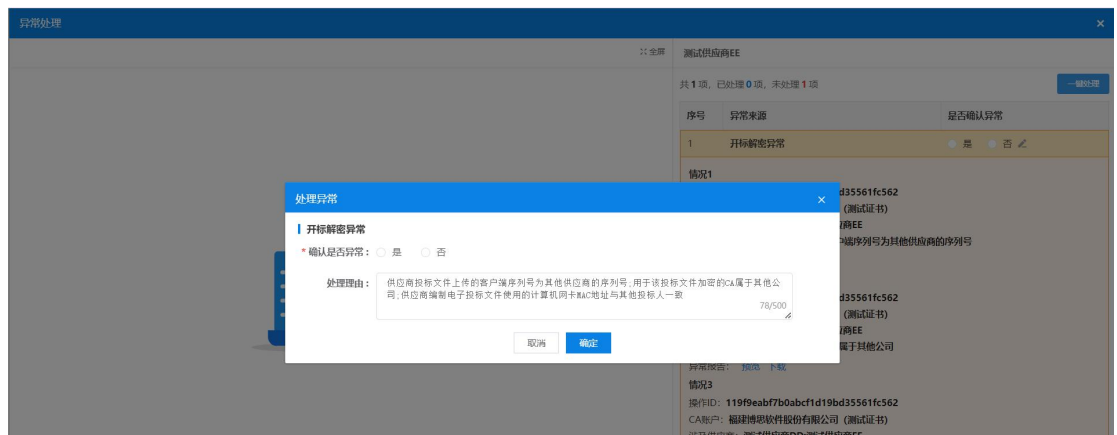 异常处理
全屏
测试供应商EE
共1项，已处理0项，未处理1项
一键处理
序号 异常来源 是否确认异常
1 开标解密异常 是 否
情况1
d35561fc562
（测试证书）
商EE
户端序列号为其他供应商的序列号
处理异常
开标解密异常
*确认是否异常： 是 否
处理理由： 供应商投标文件上传的客户端序列号为其他供应商的序列号;用于该投标文件加密的CA属于其他公
司;供应商编制电子投标文件使用的计算机网卡MAC地址与其他投标人一致
78/500
取消 确定
d35561fc562
（测试证书）
商EE
属于其他公司
异常报告： 预览 下载
情况3
操作ID： 119f9eabf7b0abcf1d19bd35561fc562
CA账户： 福建博思软件股份有限公司（测试证书）